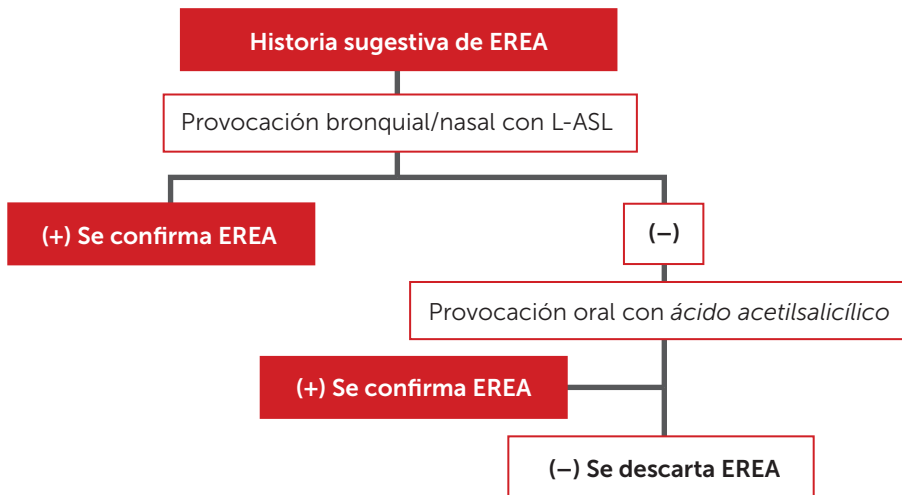 Historia sugestiva de EREA
Provocación bronquial/nasal con L-ASL
(+) Se confirma EREA
(−)
Provocación oral con ácido acetilsalicílico
(+) Se confirma EREA
(−) Se descarta EREA